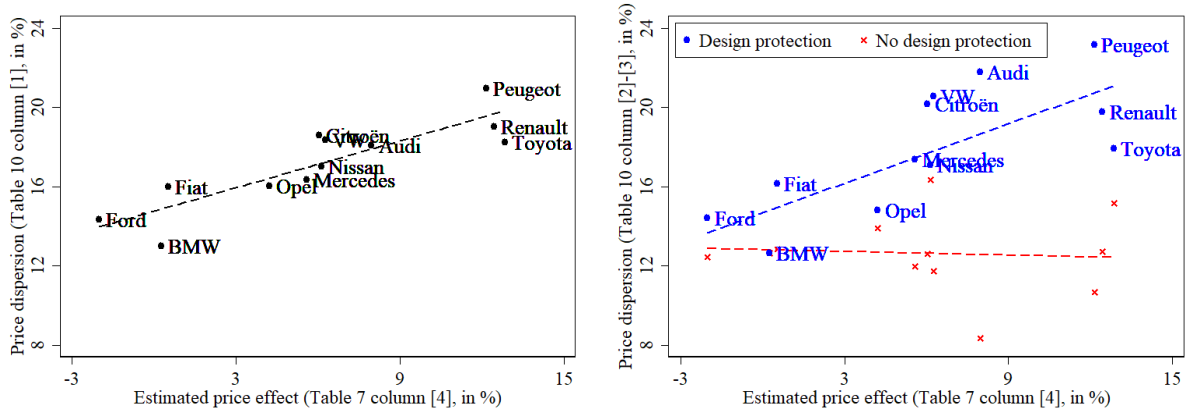 Price dispersion (Table 10 column [1], in %)
24
20
16
12
8
Peugeot
Renault
Toyota
Citroën
VW
Audi
Nissan
Mercedes
Opel
Fiat
Ford
BMW
-3
3
9
15
Estimated price effect (Table 7 column [4], in %)
Price dispersion (Table 10 column [2]-[3], in %)
24
20
16
12
8
Design protection
No design protection
Peugeot
Audi
VW
Citroën
Renault
Toyota
Mercedes
Nissan
Fiat
Opel
Ford
BMW
-3
3
9
15
Estimated price effect (Table 7 column [4], in %)